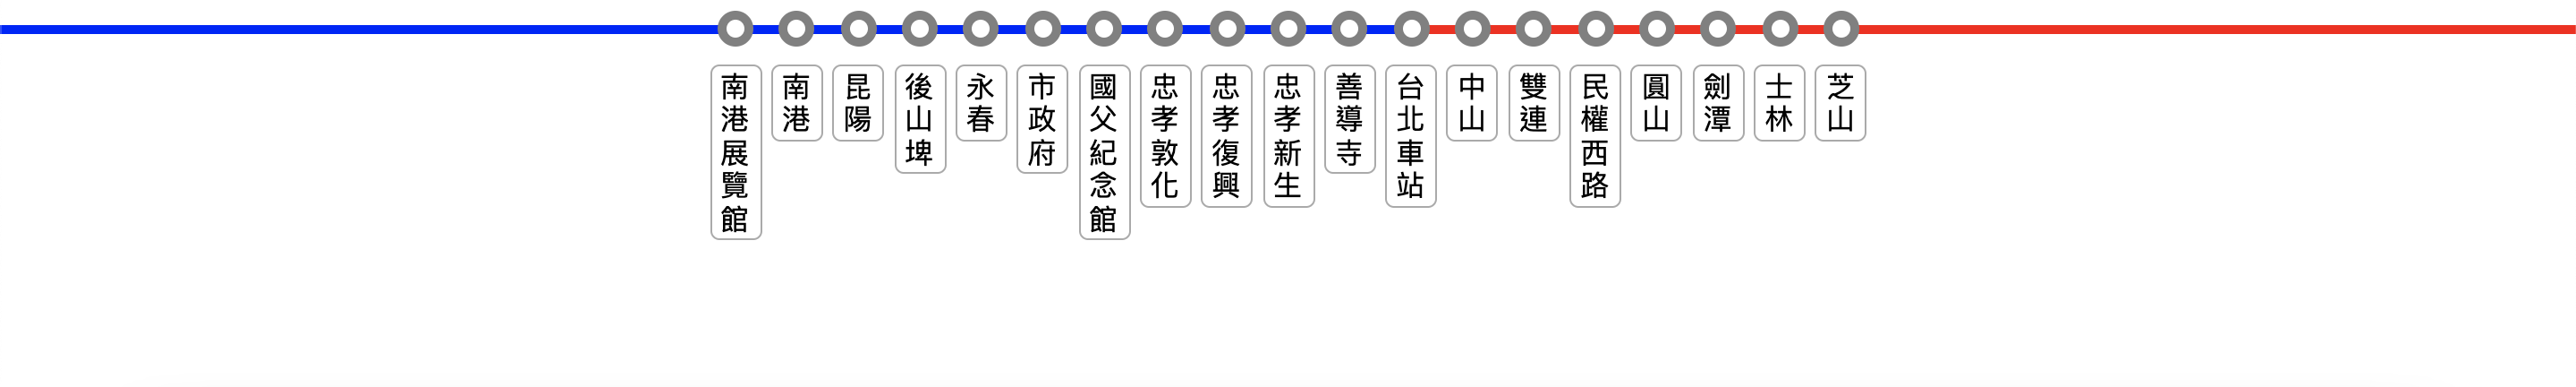 南港展覽館
南港
昆陽
後山埤
永春
市政府
國父紀念館
忠孝敦化
忠孝復興
忠孝新生
善導寺
台北車站
中山
雙連
民權西路
圓山
劍潭
士林
芝山